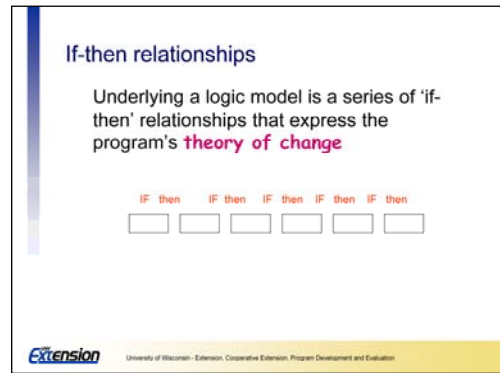 If-then relationships
Underlying a logic model is a series of ‘if-
then’ relationships that express the
program’s theory of change
IF then IF then IF then IF then IF then
Extension
University of Wisconsin - Extension, Cooperative Extension, Program Development and Evaluation